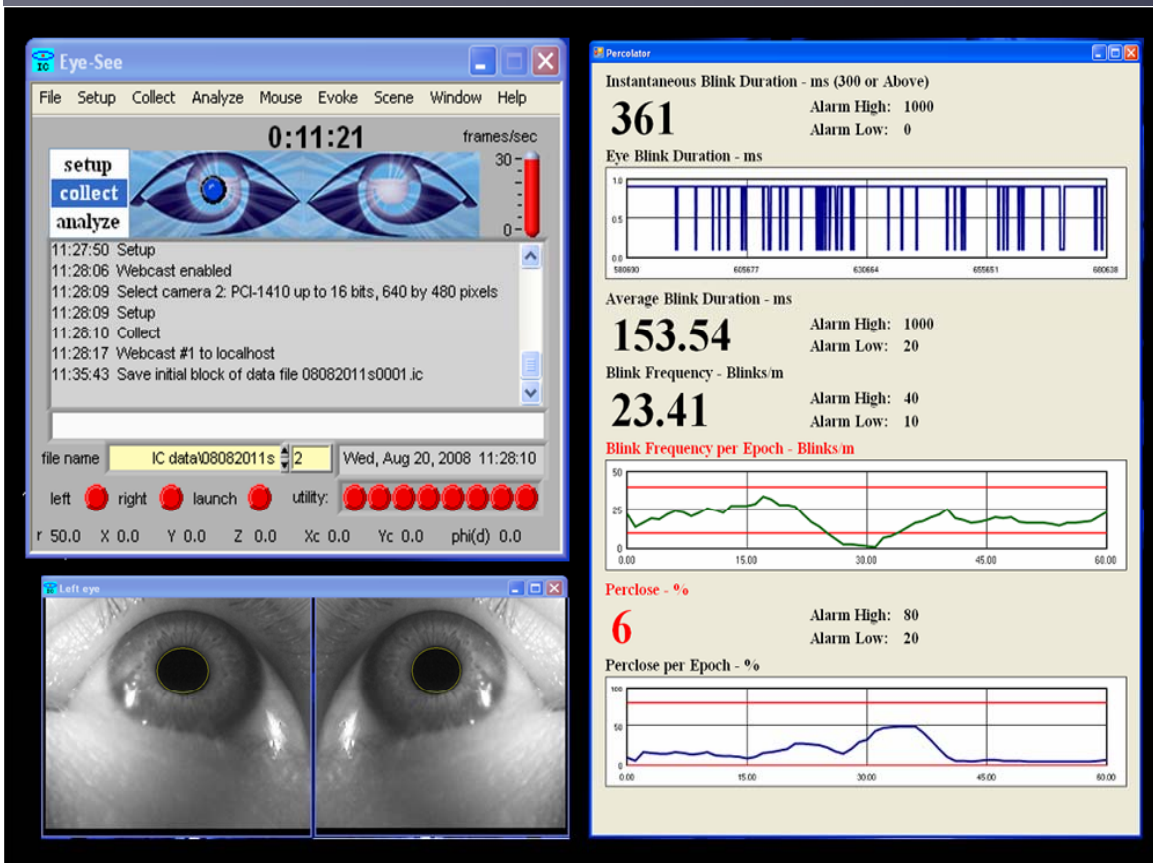 Eye-See
File Setup Collect Analyze Mouse Evoke Scene Window Help
0:11:21
frames/sec
30
0
setup
collect
analyze
11:27:50 Setup
11:28:06 Webcast enabled
11:28:09 Select camera 2: PCI-1410 up to 16 bits, 640 by 480 pixels
11:28:09 Setup
11:28:10 Collect
11:28:17 Webcast #1 to localhost
11:35:43 Save initial block of data file 08082011s0001.ic
file name IC data\08082011s 2 Wed, Aug 20, 2008 11:28:10
left right launch utility:
r 50.0 X 0.0 Y 0.0 Z 0.0 Xc 0.0 Yc 0.0 phi(d) 0.0
Left eye
Percolator
Instantaneous Blink Duration - ms (300 or Above)
361
Alarm High: 1000
Alarm Low: 0
Eye Blink Duration - ms
1.0
0.5
0.0
580690 605677 630664 655651 680638
Average Blink Duration - ms
153.54
Alarm High: 1000
Alarm Low: 20
Blink Frequency - Blinks/m
23.41
Alarm High: 40
Alarm Low: 10
Blink Frequency per Epoch - Blinks/m
50
25
0
0.00 15.00 30.00 45.00 60.00
Perclose - %
6
Alarm High: 80
Alarm Low: 20
Perclose per Epoch - %
100
50
0
0.00 15.00 30.00 45.00 60.00